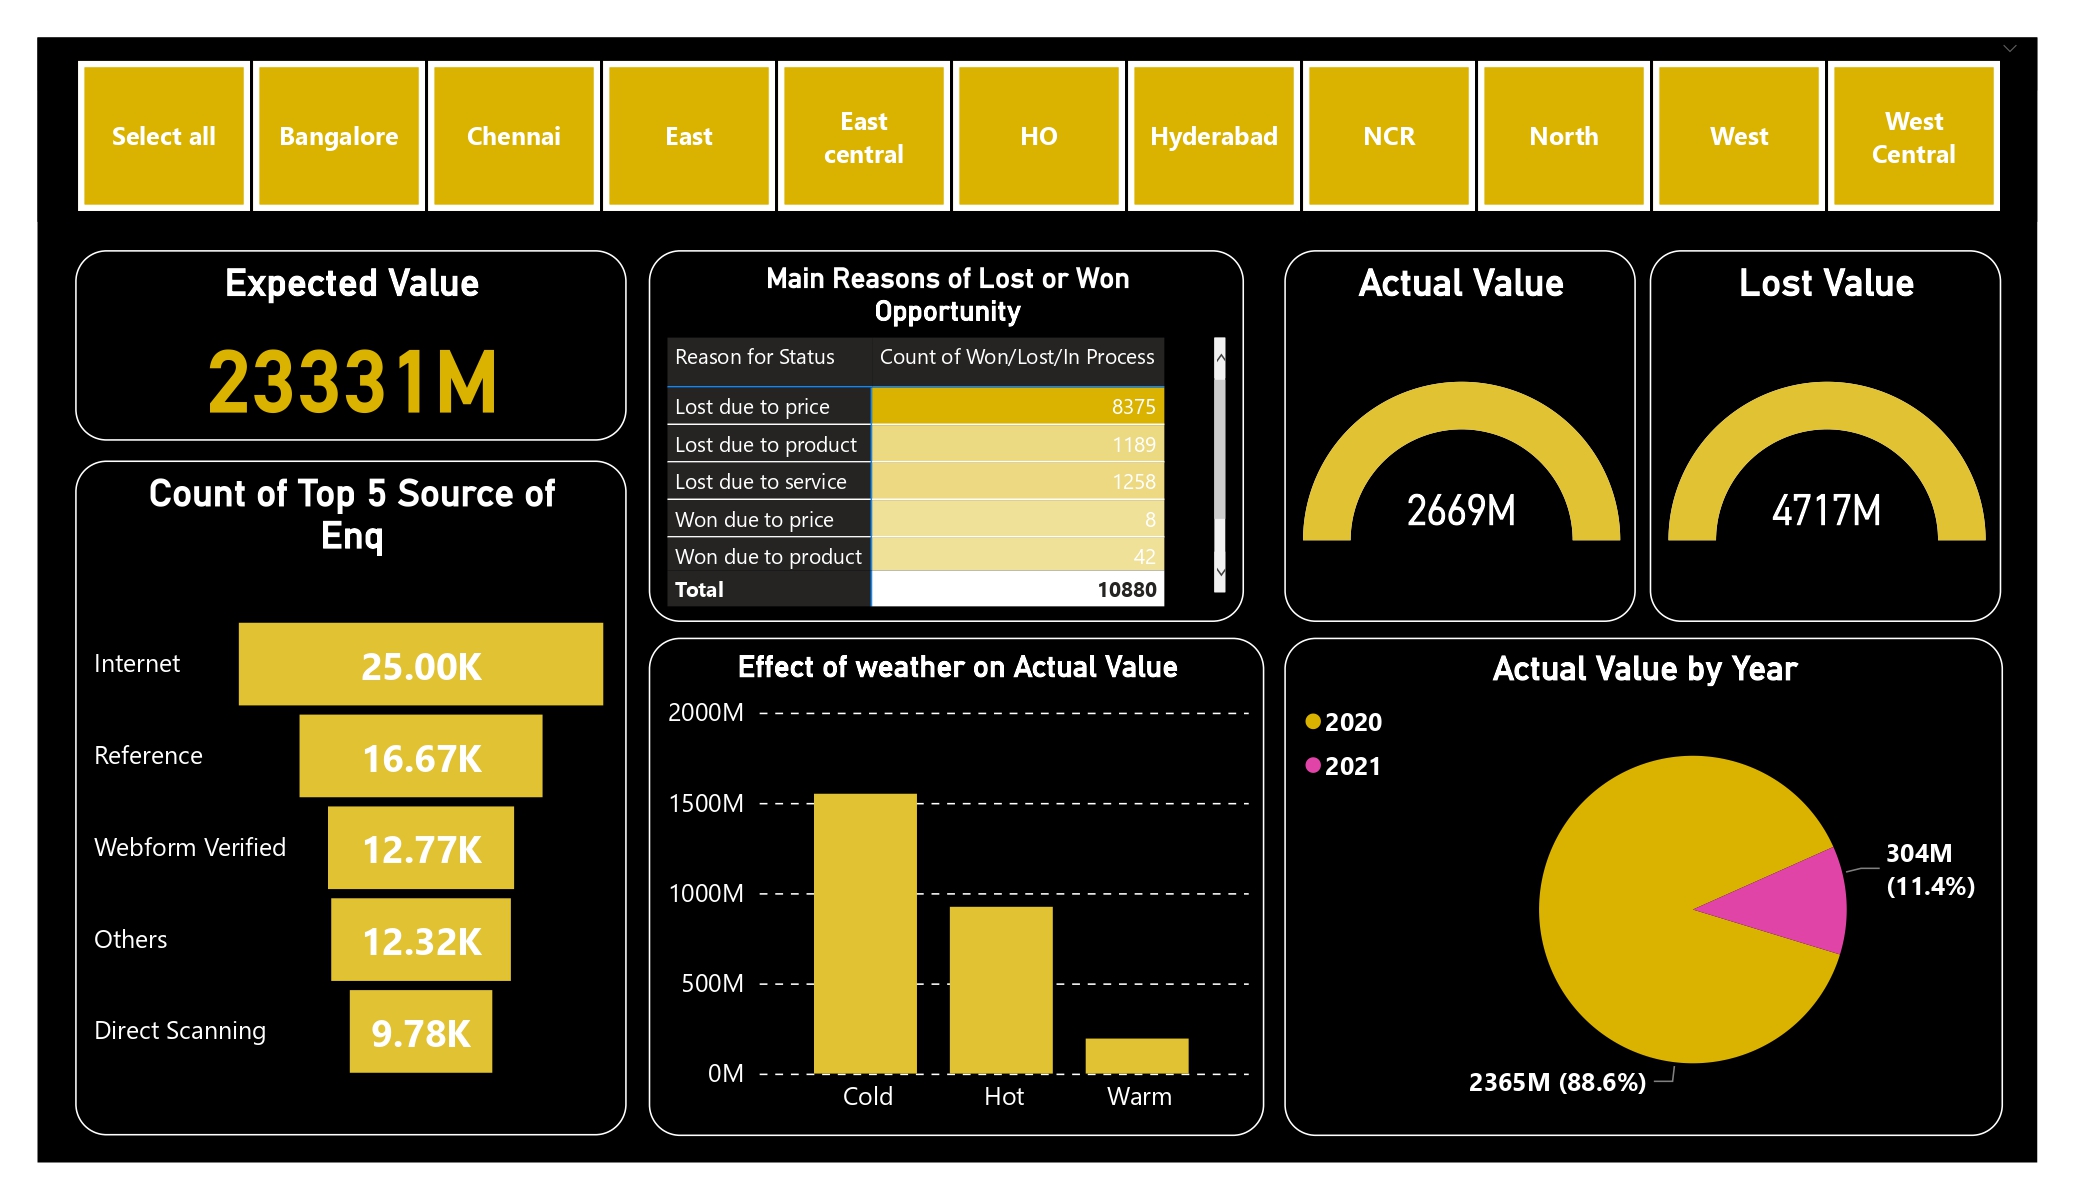 Select all
Bangalore
Chennai
East
East
central
HO
Hyderabad
NCR
North
West
West
Central
Expected Value
23331M
Count of Top 5 Source of
Enq
Internet
25.00K
Reference
16.67K
Webform Verified
12.77K
Others
12.32K
Direct Scanning
9.78K
Main Reasons of Lost or Won
Opportunity
Reason for Status Count of Won/Lost/In Process
Lost due to price 8375
Lost due to product 1189
Lost due to service 1258
Won due to price 8
Won due to product 42
Total 10880
Actual Value
2669M
Lost Value
4717M
Effect of weather on Actual Value
2000M
1500M
1000M
500M
0M
Cold
Hot
Warm
Actual Value by Year
2020
2021
304M
(11.4%)
2365M (88.6%)